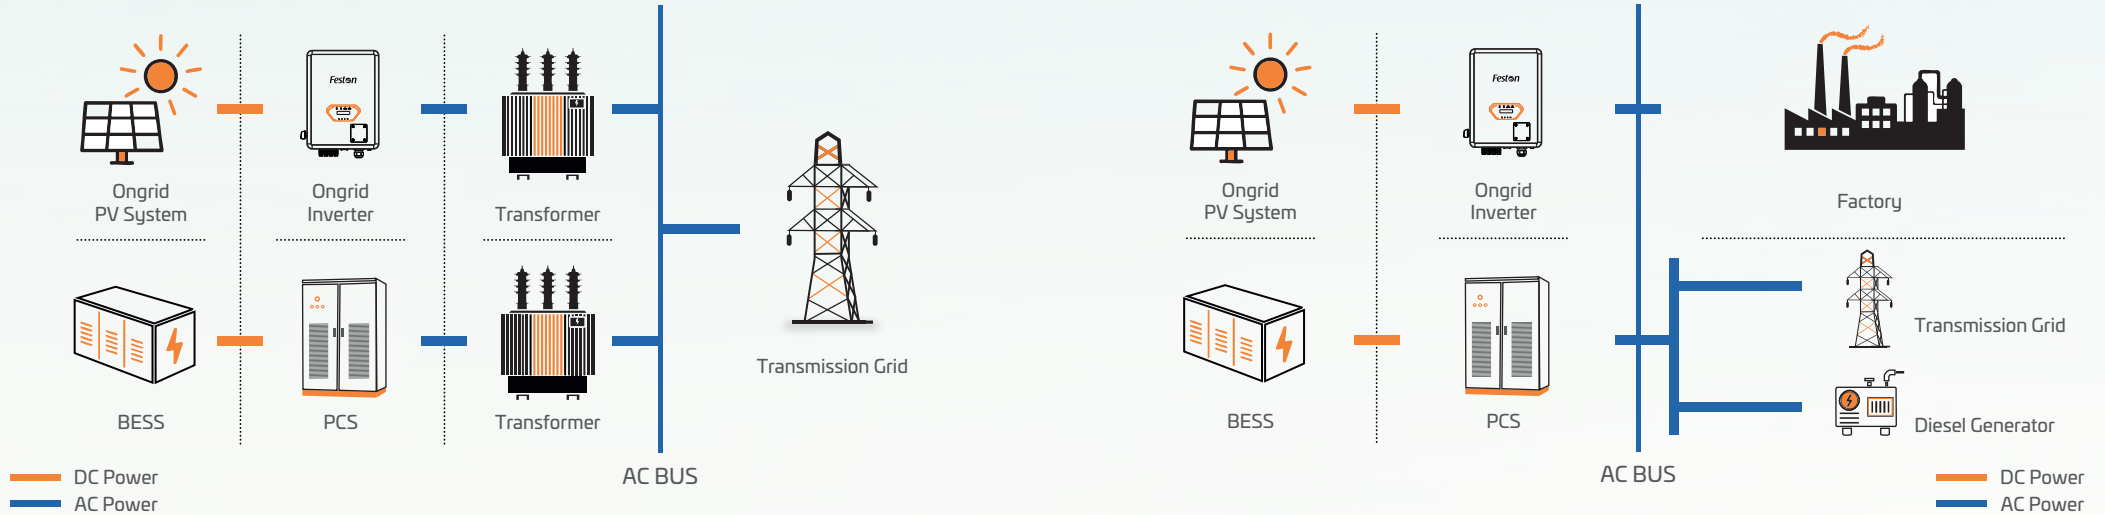 Feston
Ongrid
PV System
Ongrid
Inverter
Transformer
BESS
PCS
Transformer
Transmission Grid
AC BUS
DC Power
AC Power
Feston
Ongrid
PV System
Ongrid
Inverter
Factory
BESS
PCS
Transmission Grid
Diesel Generator
AC BUS
DC Power
AC Power